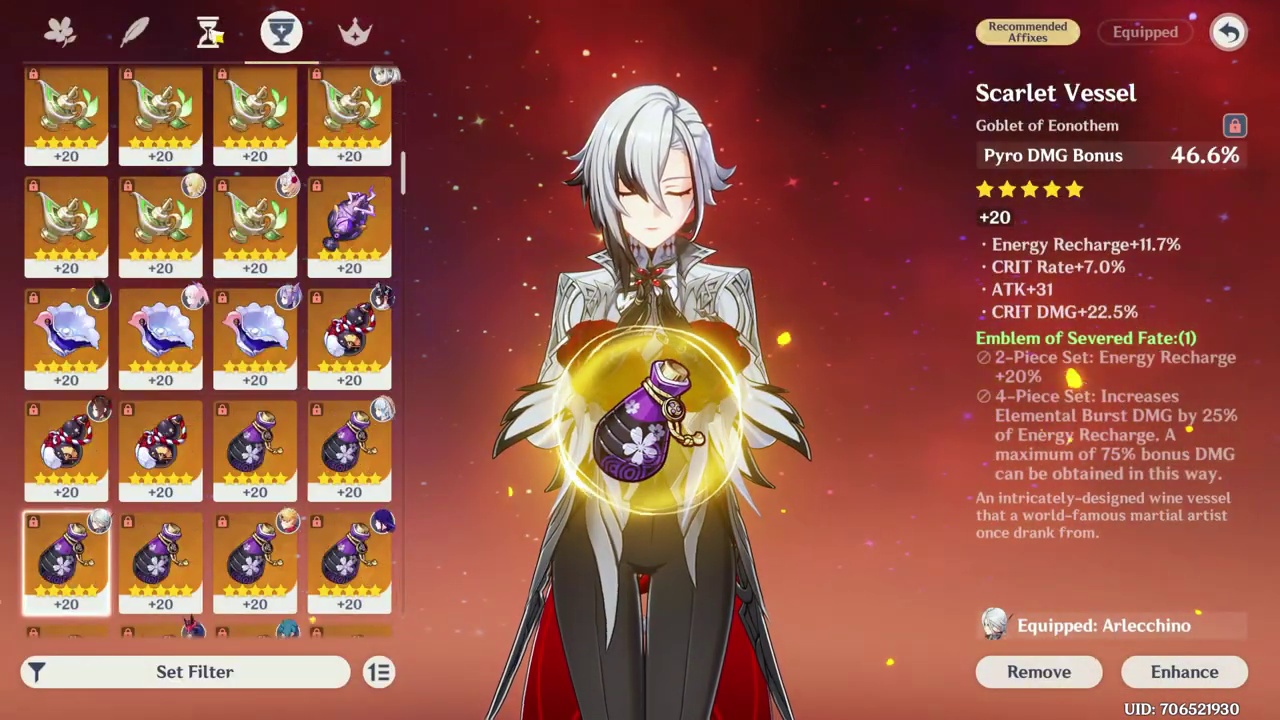 Recommended
Affixes
Equipped
Scarlet Vessel
Goblet of Eonothem
Pyro DMG Bonus 46.6%
+20
· Energy Recharge+11.7%
· CRIT Rate+7.0%
· ATK+31
· CRIT DMG+22.5%
Emblem of Severed Fate:(1)
2-Piece Set: Energy Recharge
+20%
4-Piece Set: Increases
Elemental Burst DMG by 25%
of Energy Recharge. A
maximum of 75% bonus DMG
can be obtained in this way.
An intricately-designed wine vessel
that a world-famous martial artist
once drank from.
Equipped: Arlecchino
Remove
Enhance
UID: 706521930
+20 +20 +20 +20
+20 +20 +20 +20
+20 +20 +20 +20
+20 +20 +20 +20
+20 +20 +20 +20
Set Filter